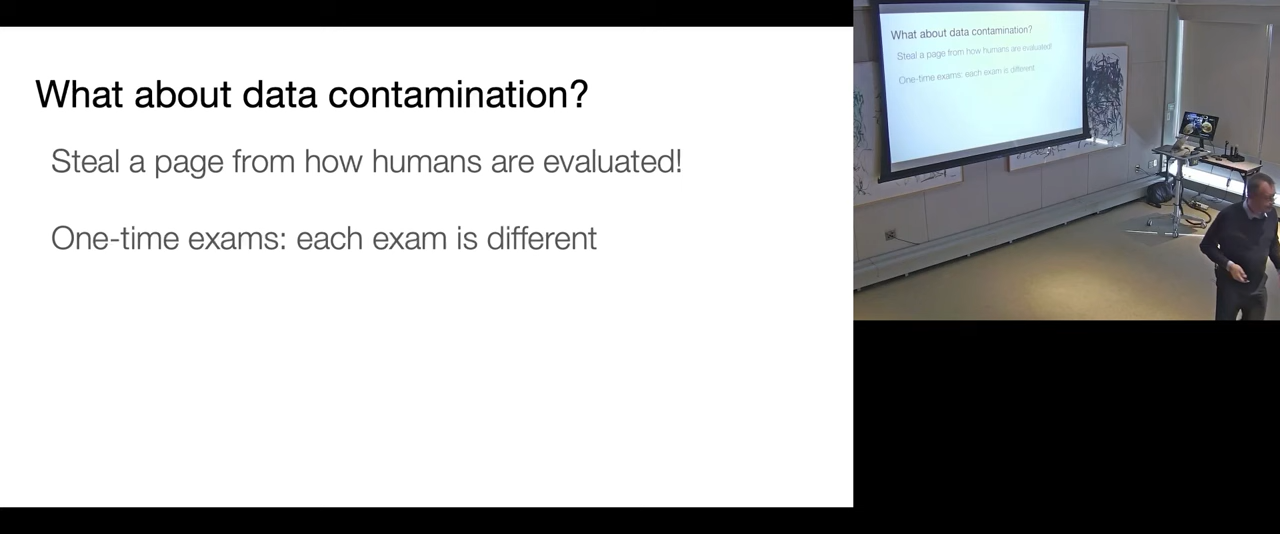 What about data contamination?
Steal a page from how humans are evaluated!
One-time exams: each exam is different
What about data contamination?
Steal a page from how humans are evaluated!
One-time exams: each exam is different